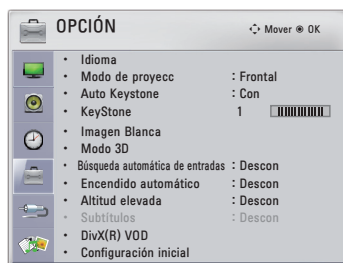 OPCIÓN
Mover OK
• Idioma
• Modo de proyecc : Frontal
• Auto Keystone : Con
• KeyStone 1
• Imagen Blanca
• Modo 3D
• Búsqueda automática de entradas : Descon
• Encendido automático : Descon
• Altitud elevada : Descon
• Subtítulos : Descon
• DivX(R) VOD
• Configuración inicial